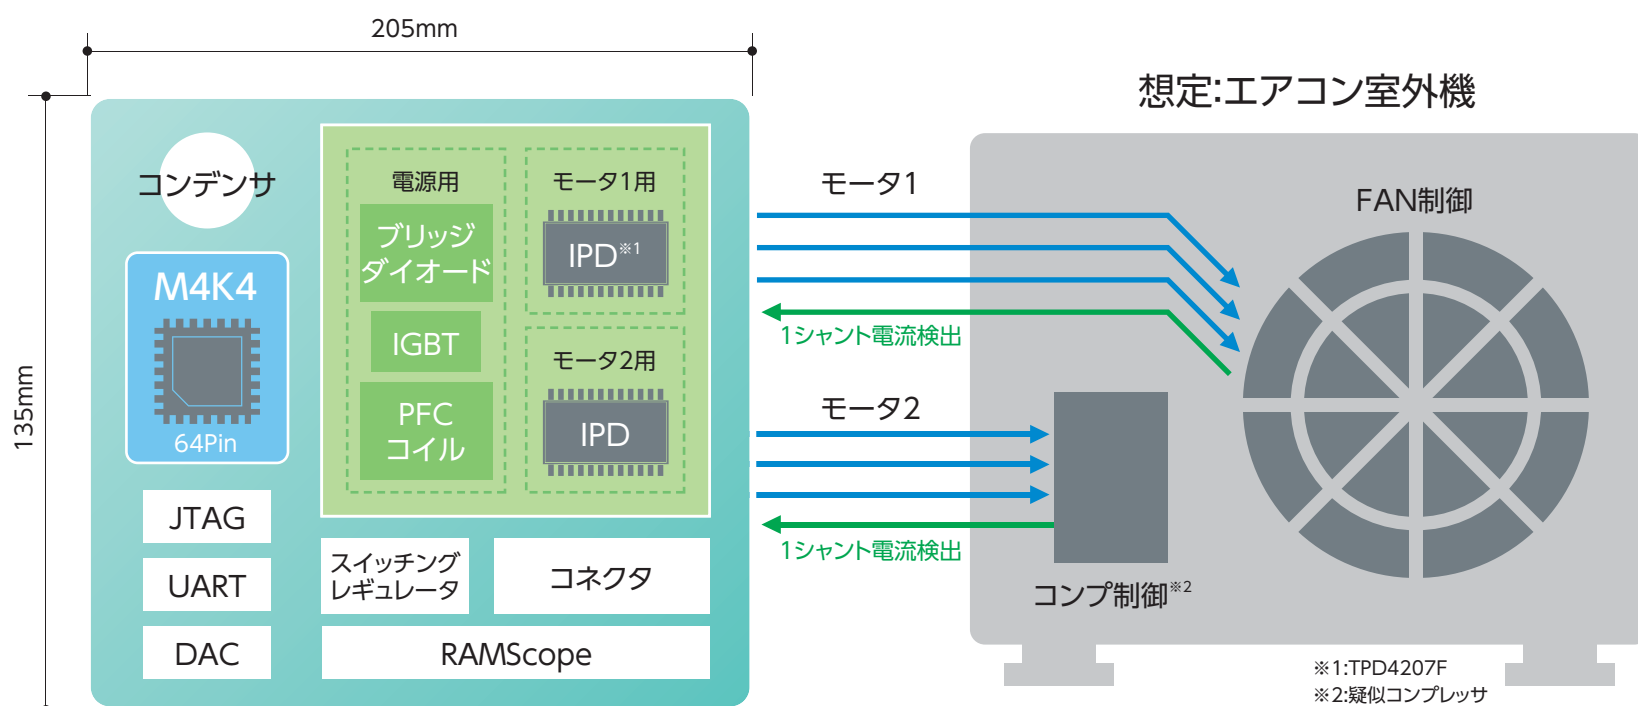 205mm
135mm
コンデンサ
M4K4
64Pin
JTAG
UART
DAC
電源用
ブリッジ
ダイオード
IGBT
PFC
コイル
モータ1用
IPD※1
モータ2用
IPD
スイッチング
レギュレータ
コネクタ
RAMScope
モータ1
1シャント電流検出
モータ2
1シャント電流検出
想定:エアコン室外機
FAN制御
コンプ制御※2
※1:TPD4207F
※2:疑似コンプレッサ